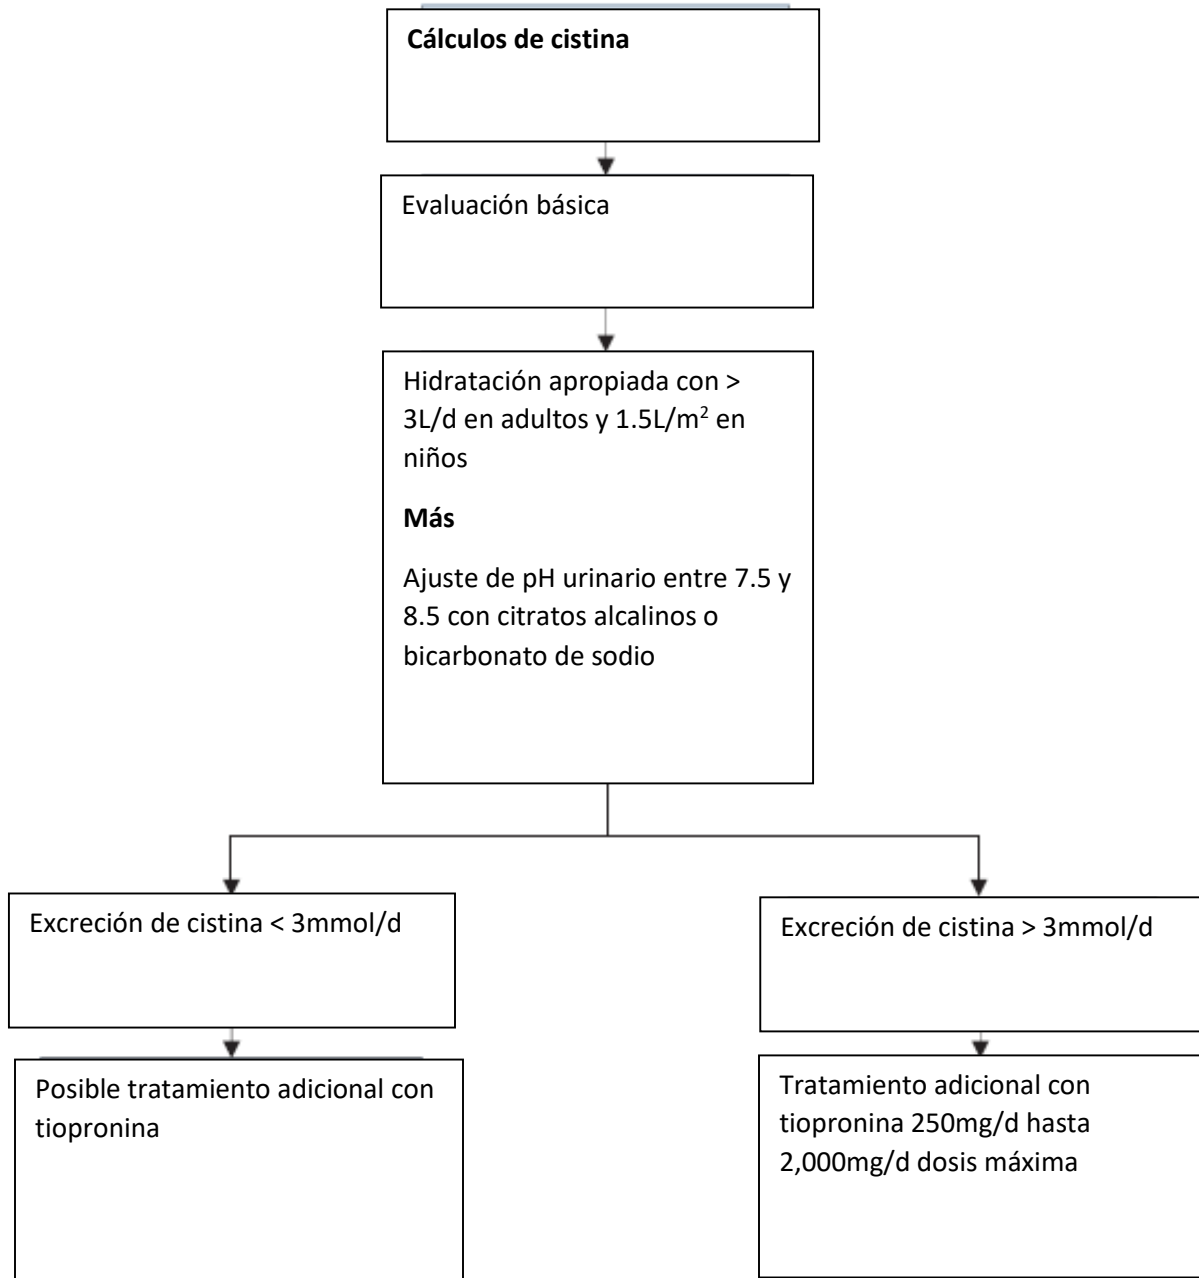 Cálculos de cistina
Evaluación básica
Hidratación apropiada con >
3L/d en adultos y 1.5L/m² en
niños
Más
Ajuste de pH urinario entre 7.5 y
8.5 con citratos alcalinos o
bicarbonato de sodio
Excreción de cistina < 3mmol/d
Excreción de cistina > 3mmol/d
Posible tratamiento adicional con
tiopronina
Tratamiento adicional con
tiopronina 250mg/d hasta
2,000mg/d dosis máxima